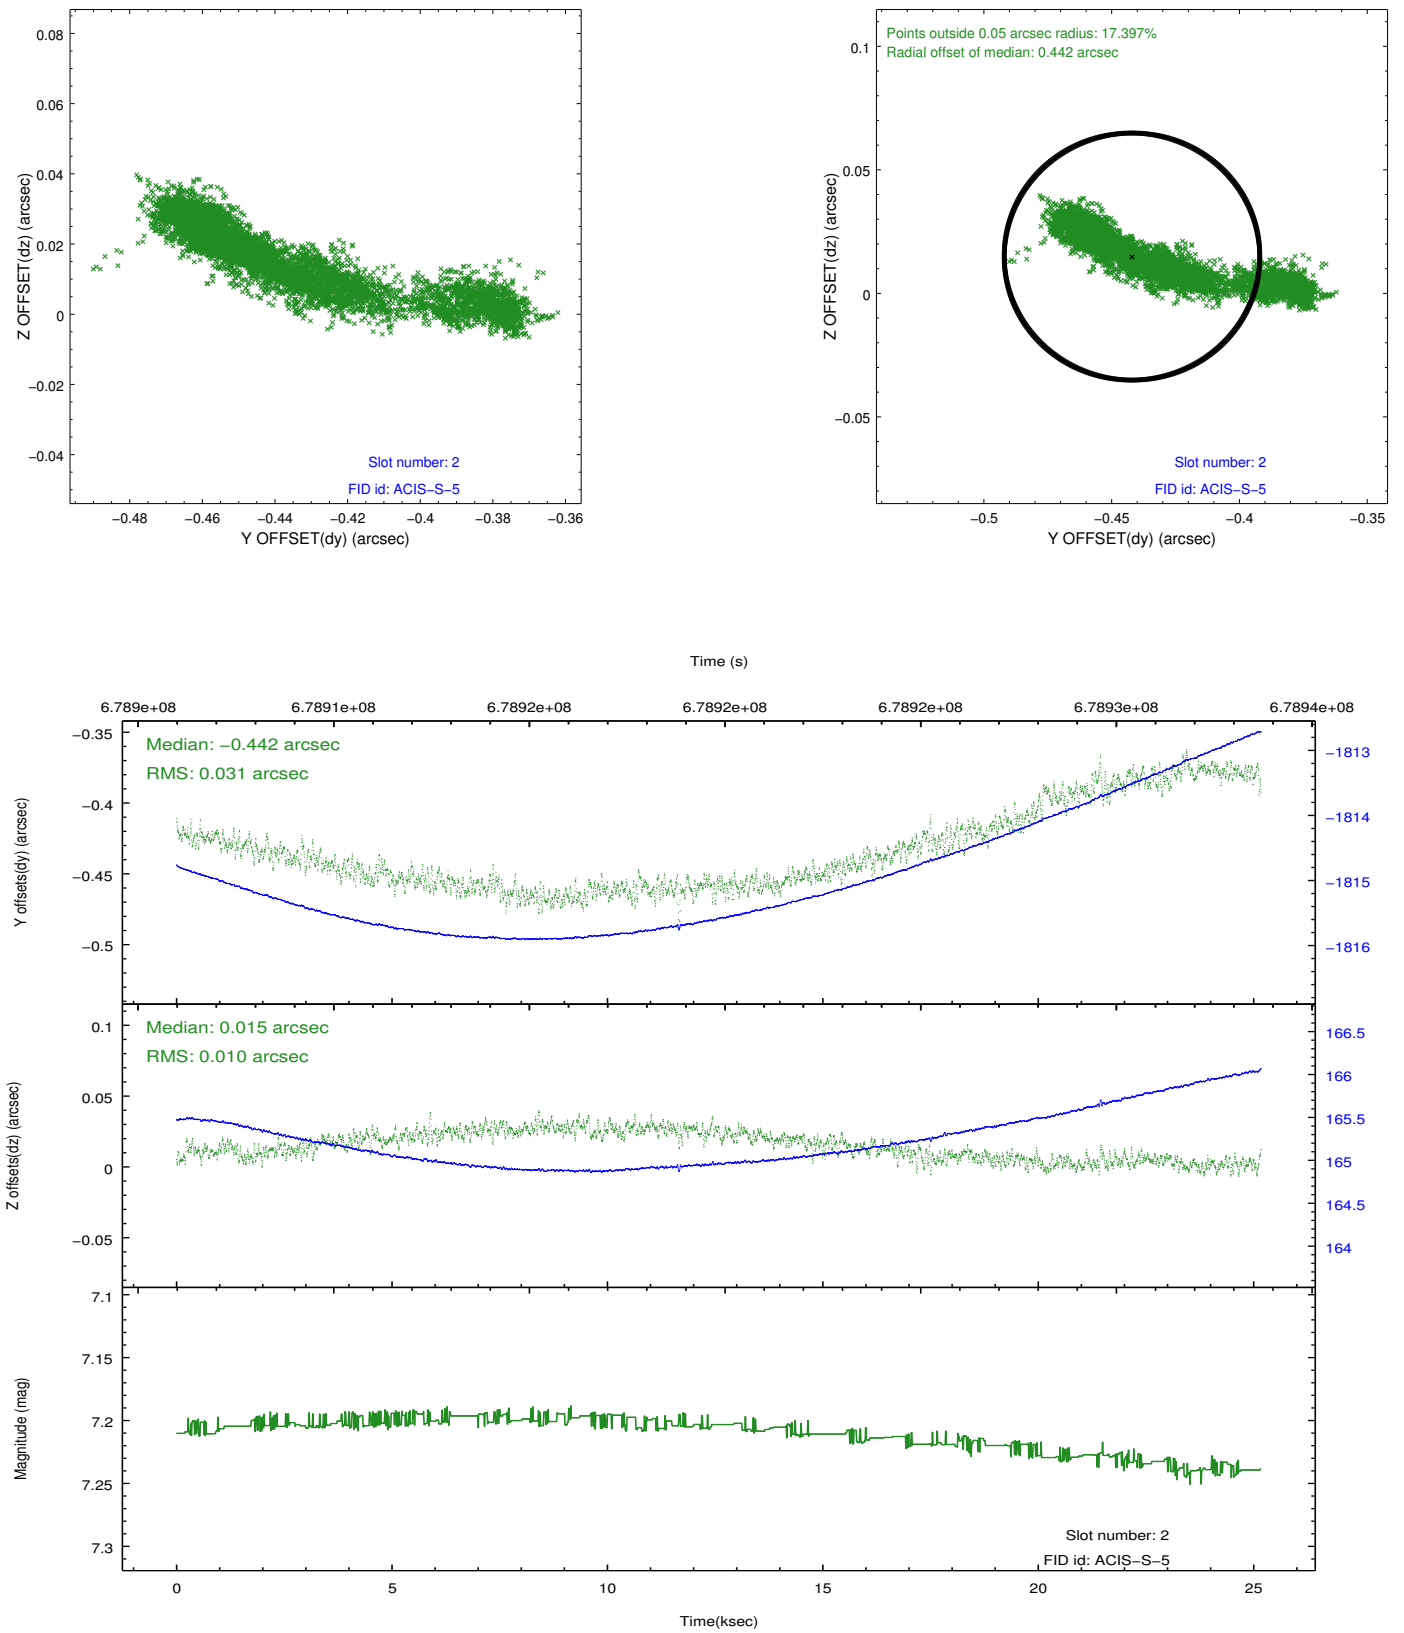 0.08
0.06
0.04
0.02
0
−0.02
−0.04
Z OFFSET(dz) (arcsec)
Slot number: 2
FID id: ACIS−S−5
−0.48 −0.46 −0.44 −0.42 −0.4 −0.38 −0.36
Y OFFSET(dy) (arcsec)
Points outside 0.05 arcsec radius: 17.397%
Radial offset of median: 0.442 arcsec
0.1
0.05
0
−0.05
Z OFFSET(dz) (arcsec)
Slot number: 2
FID id: ACIS−S−5
−0.5 −0.45 −0.4 −0.35
Y OFFSET(dy) (arcsec)
Time (s)
6.789e+08 6.7891e+08 6.7892e+08 6.7892e+08 6.7892e+08 6.7893e+08 6.7894e+08
Median: −0.442 arcsec
RMS: 0.031 arcsec
−0.35
−0.4
−0.45
−0.5
Y offsets(dy) (arcsec)
−1813
−1814
−1815
−1816
Median: 0.015 arcsec
RMS: 0.010 arcsec
0.1
0.05
0
−0.05
Z offsets(dz) (arcsec)
166.5
166
165.5
165
164.5
164
7.1
7.15
7.2
7.25
7.3
Magnitude (mag)
Slot number: 2
FID id: ACIS−S−5
0 5 10 15 20 25
Time(ksec)